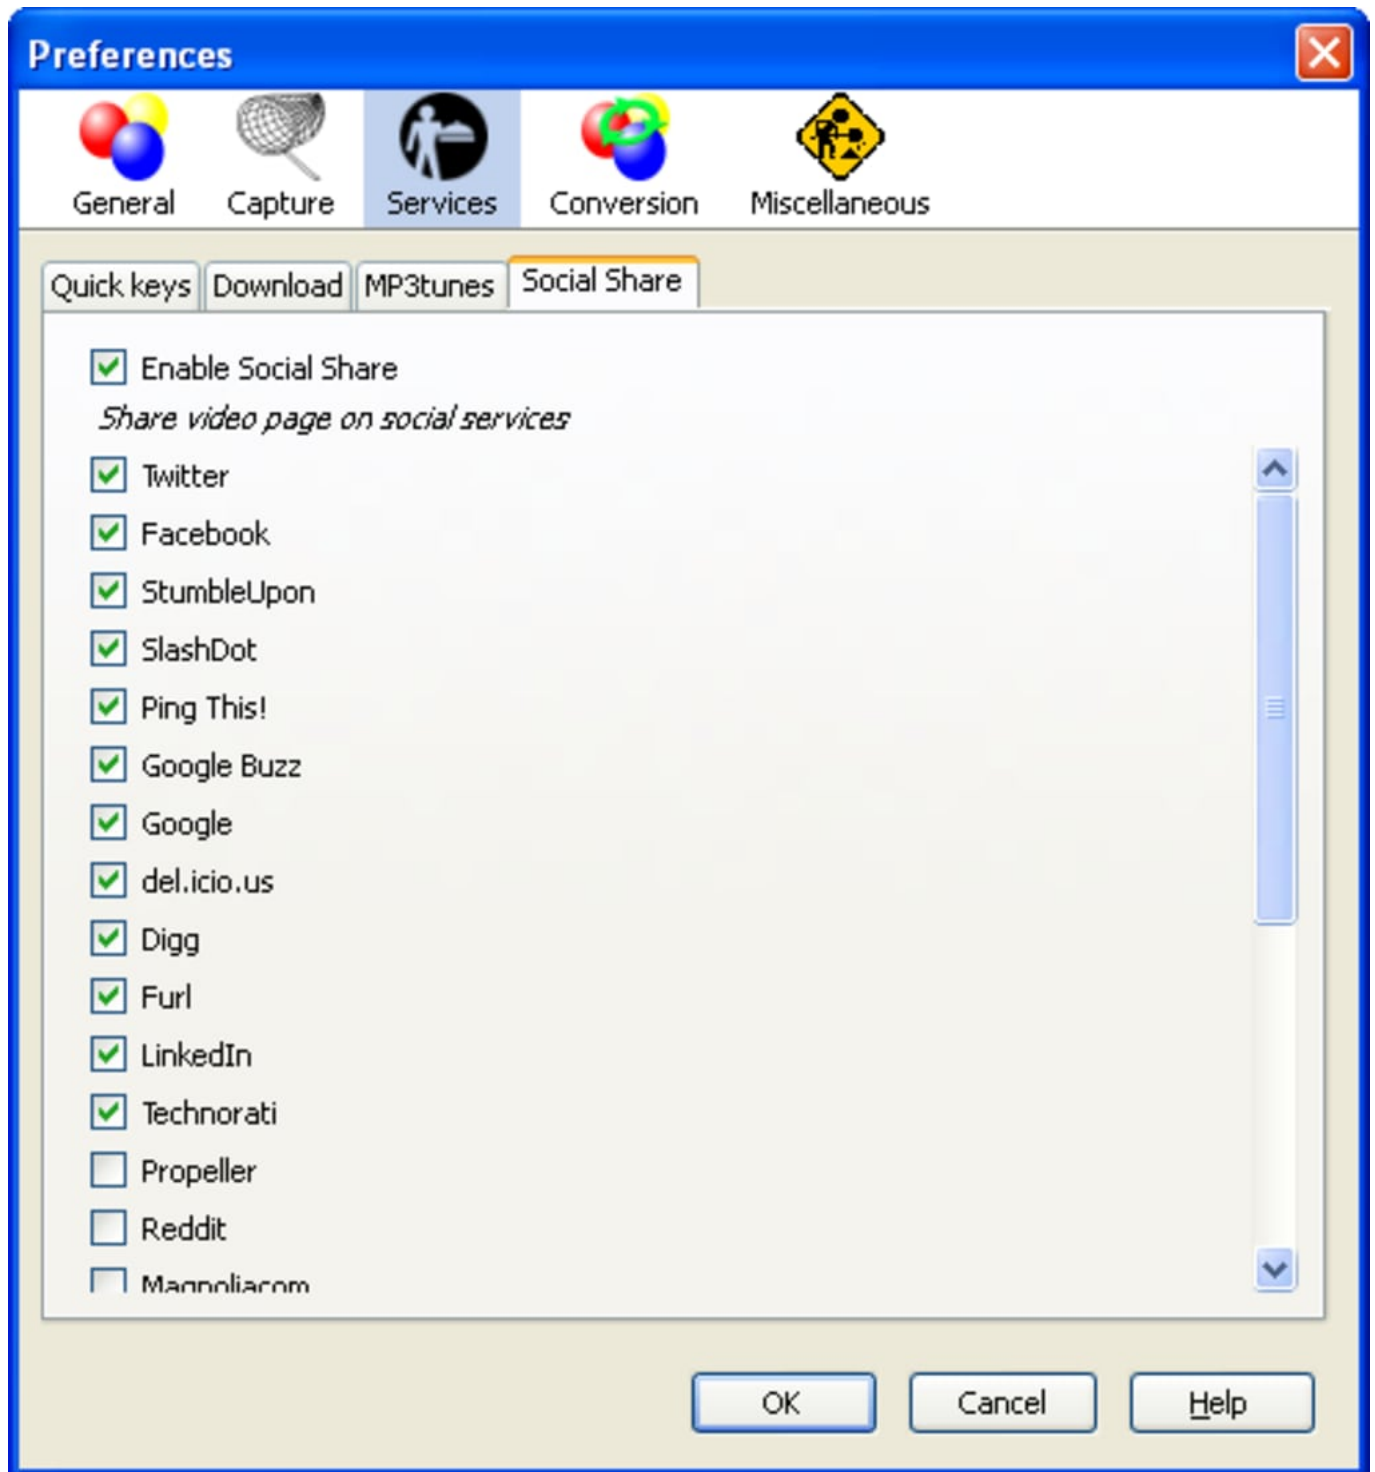 Preferences
General Capture Services Conversion Miscellaneous
Quick keys Download MP3tunes Social Share
Enable Social Share
Share video page on social services
Twitter
Facebook
StumbleUpon
SlashDot
Ping This!
Google Buzz
Google
del.icio.us
Digg
Furl
LinkedIn
Technorati
Propeller
Reddit
Magnoliacom
OK Cancel Help